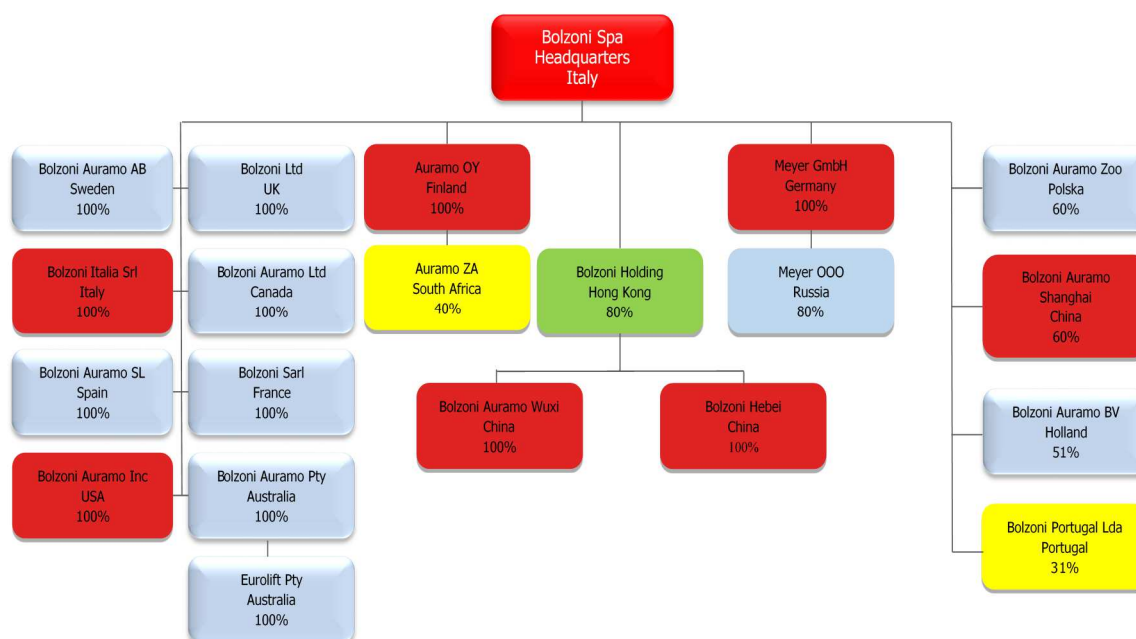 Bolzoni Spa
Headquarters
Italy
Bolzoni Auramo AB
Sweden
100%
Bolzoni Ltd
UK
100%
Auramo OY
Finland
100%
Meyer GmbH
Germany
100%
Bolzoni Auramo Zoo
Polska
60%
Bolzoni Italia Srl
Italy
100%
Bolzoni Auramo Ltd
Canada
100%
Auramo ZA
South Africa
40%
Bolzoni Holding
Hong Kong
80%
Meyer OOO
Russia
80%
Bolzoni Auramo
Shanghai
China
60%
Bolzoni Auramo SL
Spain
100%
Bolzoni Sarl
France
100%
Bolzoni Auramo Wuxi
China
100%
Bolzoni Hebei
China
100%
Bolzoni Auramo BV
Holland
51%
Bolzoni Auramo Inc
USA
100%
Bolzoni Auramo Pty
Australia
100%
Bolzoni Portugal Lda
Portugal
31%
Eurolift Pty
Australia
100%